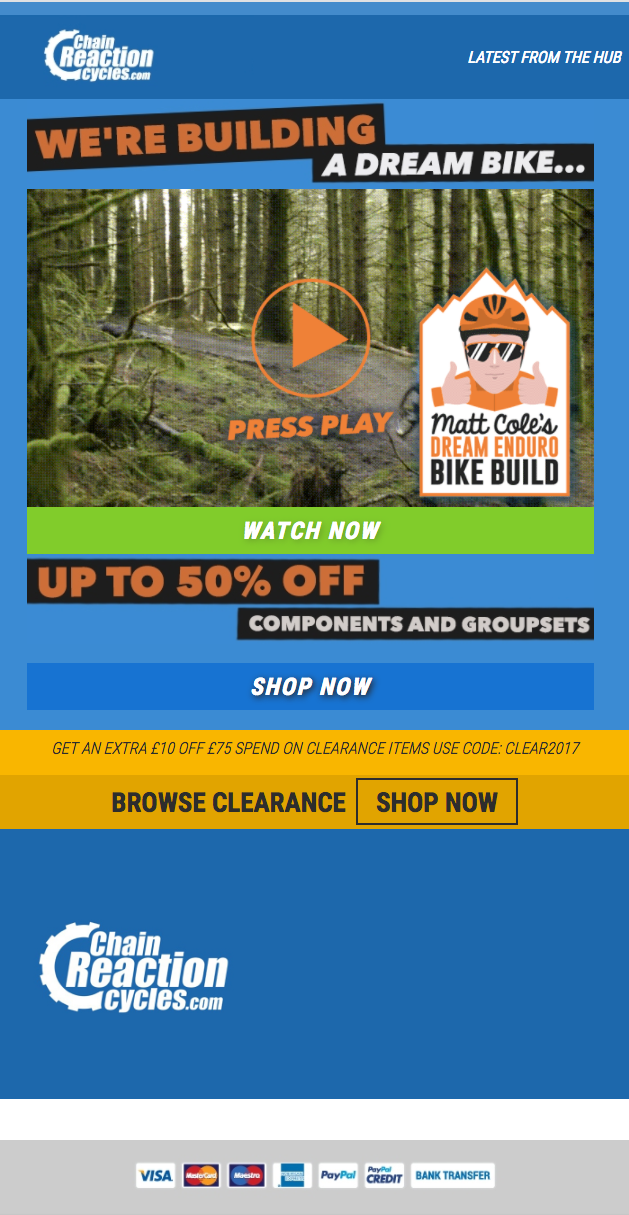 Chain
Reaction
cycles.com
LATEST FROM THE HUB
WE'RE BUILDING
A DREAM BIKE...
PRESS PLAY
Matt Cole's
DREAM ENDURO
BIKE BUILD
WATCH NOW
UP TO 50% OFF
COMPONENTS AND GROUPSETS
SHOP NOW
GET AN EXTRA £10 OFF £75 SPEND ON CLEARANCE ITEMS USE CODE: CLEAR2017
BROWSE CLEARANCE SHOP NOW
Chain
Reaction
cycles.com
VISA MasterCard Maestro AMERICAN EXPRESS PayPal PayPal CREDIT BANK TRANSFER